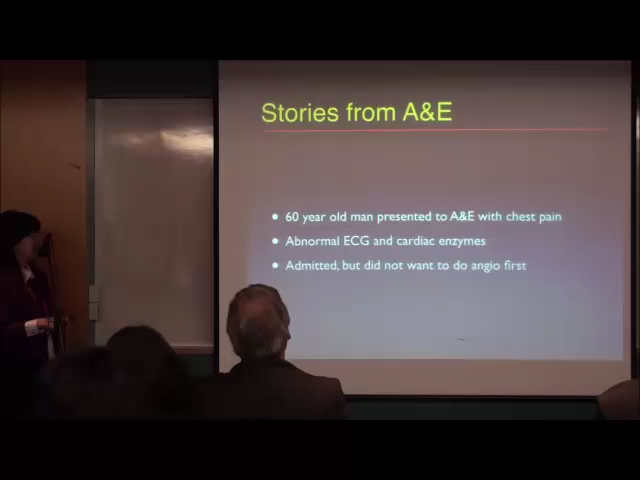 Stories from A&E
• 60 year old man presented to A&E with chest pain
• Abnormal ECG and cardiac enzymes
• Admitted, but did not want to do angio first